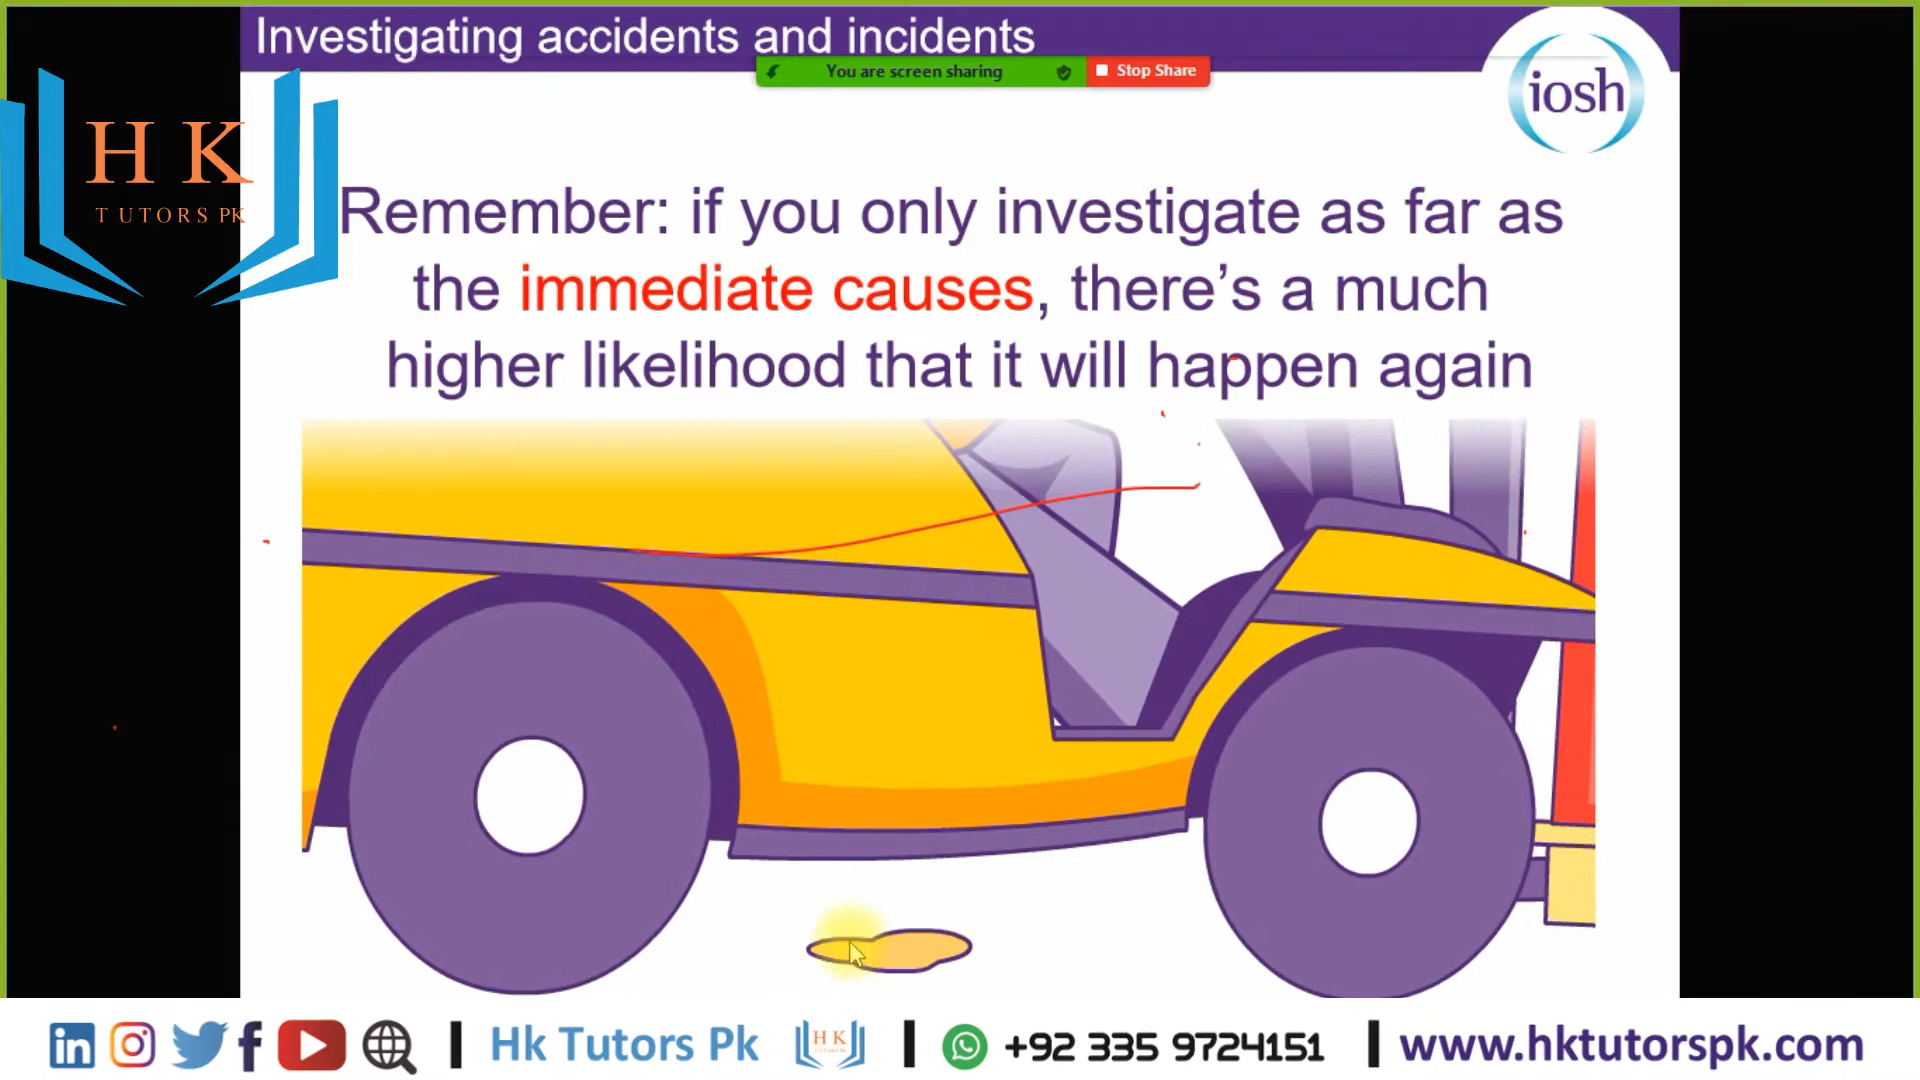 Investigating accidents and incidents
You are screen sharing
Stop Share
iosh
H K
TUTORS PK
Remember: if you only investigate as far as
the immediate causes, there's a much
higher likelihood that it will happen again
Hk Tutors Pk
H K
TUTORS PK
+92 335 9724151
www.hktutorspk.com